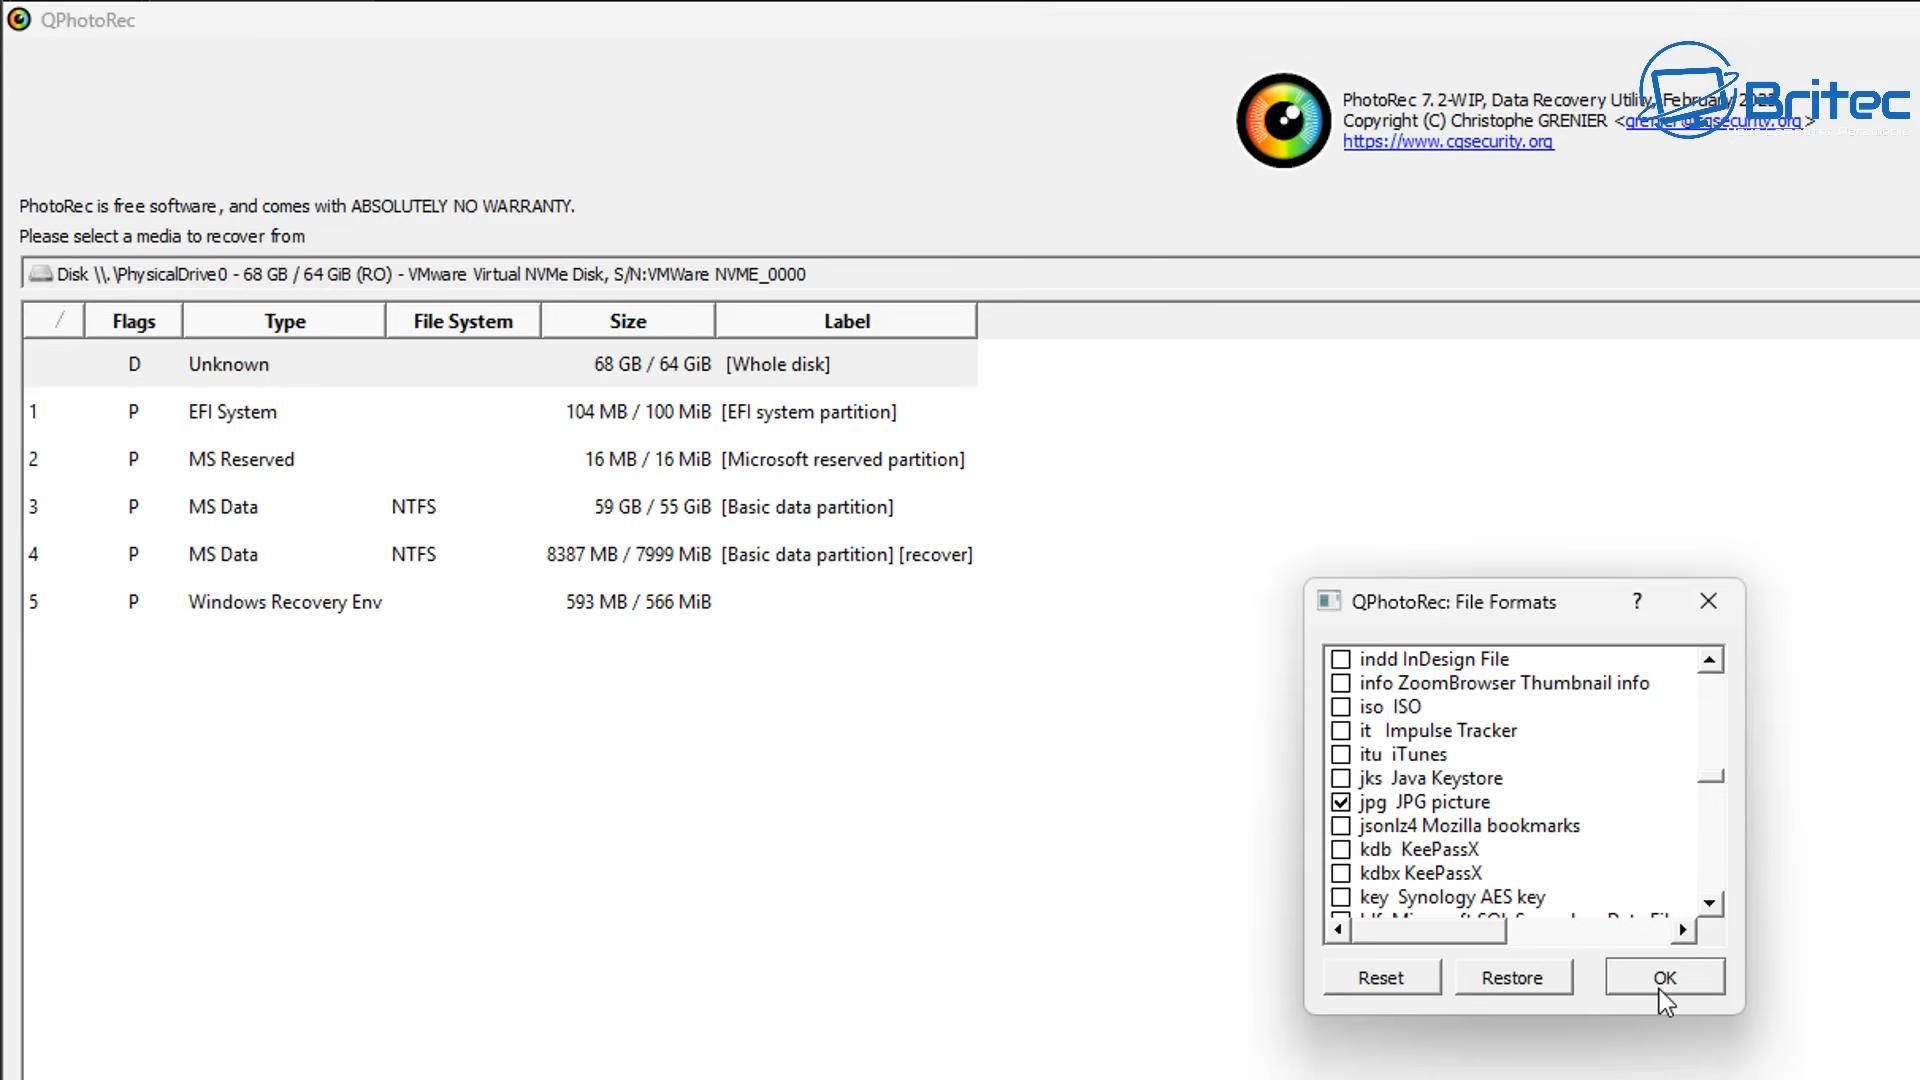 QPhotoRec
Britec
PhotoRec 7.2-WIP, Data Recovery Utility, February
Copyright (C) Christophe GRENIER <grenier@cgsecurity.org>
https://www.cgsecurity.org
PhotoRec is free software, and comes with ABSOLUTELY NO WARRANTY.
Please select a media to recover from
Disk \\.\PhysicalDrive0 - 68 GB / 64 GiB (RO) - VMware Virtual NVMe Disk, S/N:VMWare NVME_0000
Flags Type File System Size Label
D Unknown 68 GB / 64 GiB [Whole disk]
1 P EFI System 104 MB / 100 MiB [EFI system partition]
2 P MS Reserved 16 MB / 16 MiB [Microsoft reserved partition]
3 P MS Data NTFS 59 GB / 55 GiB [Basic data partition]
4 P MS Data NTFS 8387 MB / 7999 MiB [Basic data partition] [recover]
5 P Windows Recovery Env 593 MB / 566 MiB
QPhotoRec: File Formats ?
indd InDesign File
info ZoomBrowser Thumbnail info
iso ISO
it Impulse Tracker
itu iTunes
jks Java Keystore
jpg JPG picture
jsonlz4 Mozilla bookmarks
kdb KeePassX
kdbx KeePassX
key Synology AES key
Reset Restore OK